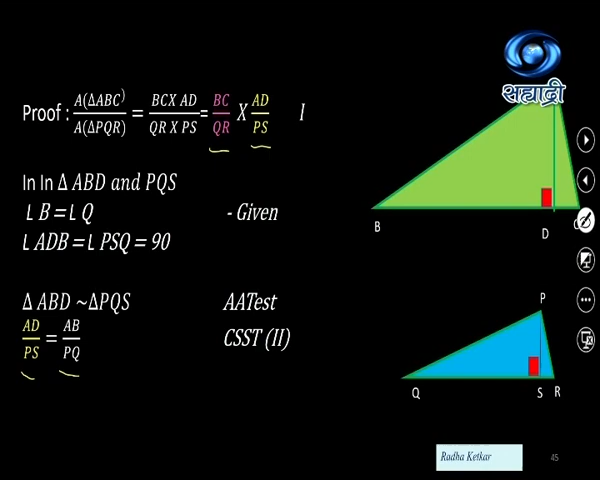 सह्याद्री
Proof : A(ΔABC) / A(ΔPQR) = BCX AD / QR X PS = BC / QR X AD / PS I
In In Δ ABD and PQS
∟B = ∟Q - Given
∟ADB = ∟PSQ = 90
Δ ABD ~ΔPQS AATest
AD / PS = AB / PQ CSST (II)
B
D
C
P
Q
S R
Radha Ketkar
45